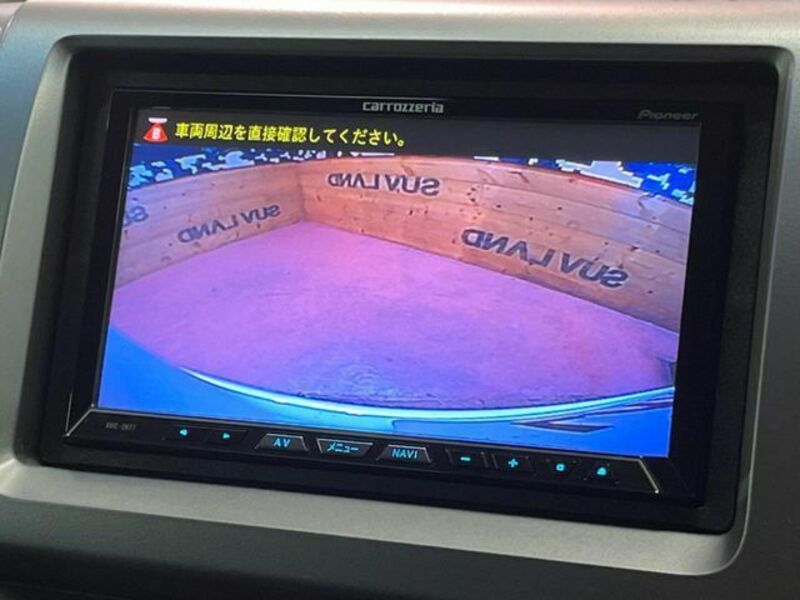 carrozzeria
Pioneer
B 車両周辺を直接確認してください。
SUV LAND
SUV LAND
SUV LAND
AV
メニュー
NAVI